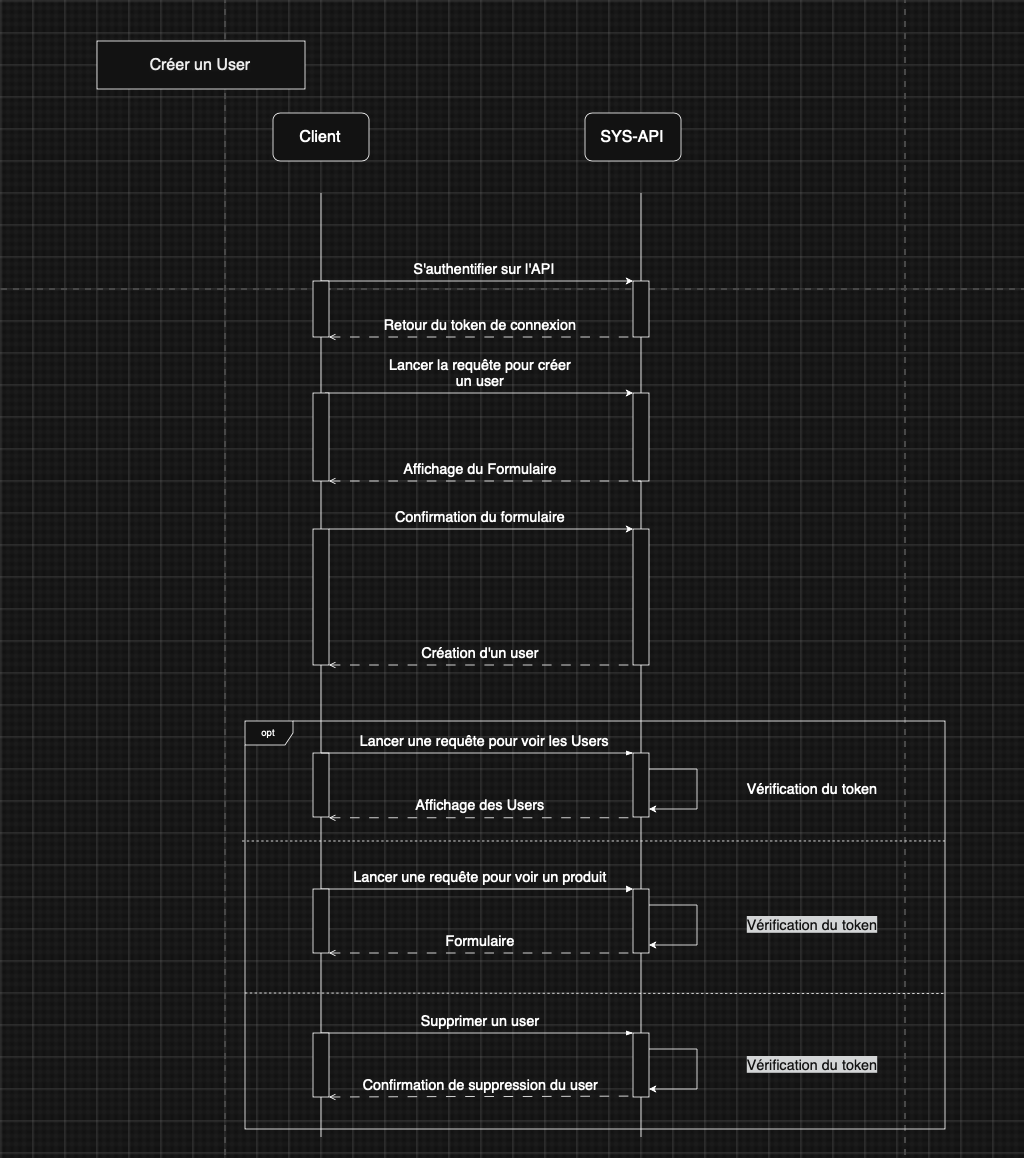 Créer un User
Client
SYS-API
S'authentifier sur l'API
Retour du token de connexion
Lancer la requête pour créer
un user
Affichage du Formulaire
Confirmation du formulaire
Création d'un user
opt
Lancer une requête pour voir les Users
Vérification du token
Affichage des Users
Lancer une requête pour voir un produit
Vérification du token
Formulaire
Supprimer un user
Vérification du token
Confirmation de suppression du user